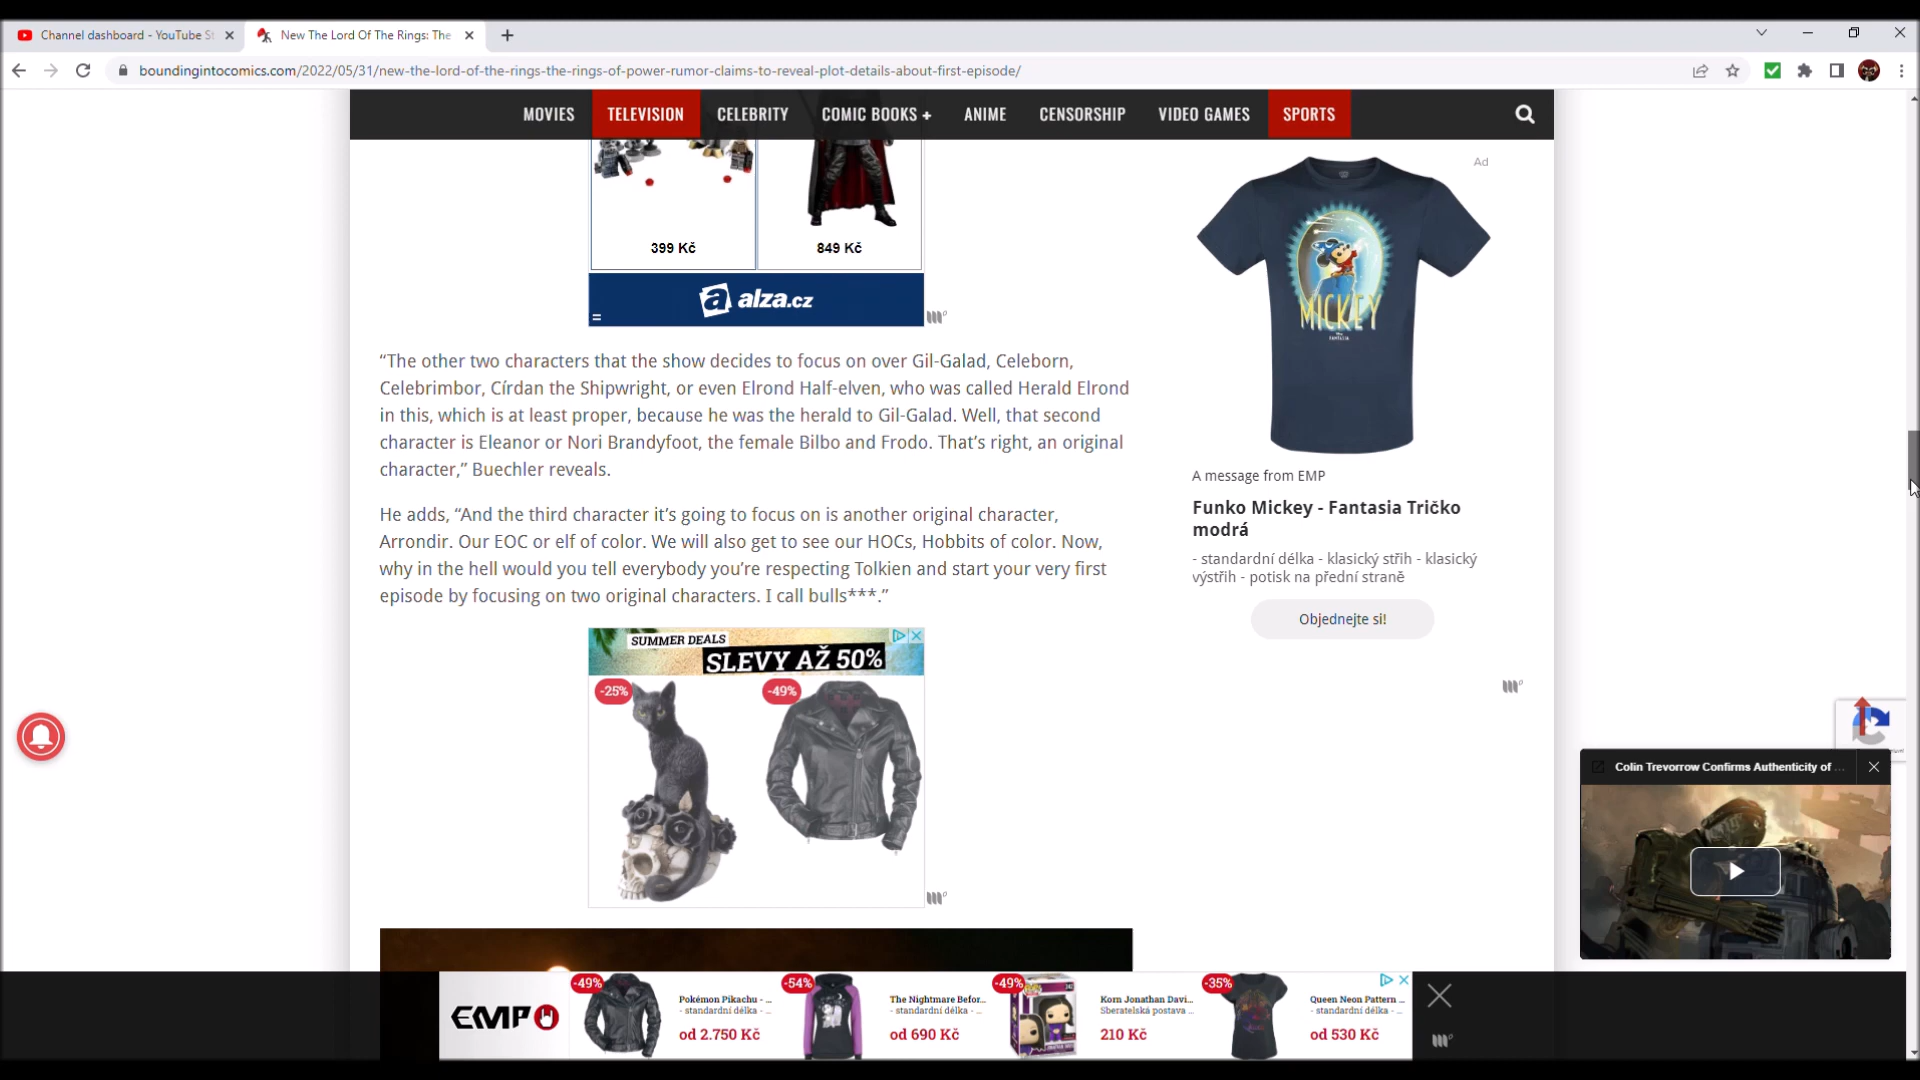 Channel dashboard - YouTube St
New The Lord Of The Rings: The
boundingintocomics.com/2022/05/31/new-the-lord-of-the-rings-the-rings-of-power-rumor-claims-to-reveal-plot-details-about-first-episode/
MOVIES TELEVISION CELEBRITY COMIC BOOKS + ANIME CENSORSHIP VIDEO GAMES SPORTS
399 Kč 849 Kč
alza.cz
“The other two characters that the show decides to focus on over Gil-Galad, Celeborn,
Celebrimbor, Círdan the Shipwright, or even Elrond Half-elven, who was called Herald Elrond
in this, which is at least proper, because he was the herald to Gil-Galad. Well, that second
character is Eleanor or Nori Brandyfoot, the female Bilbo and Frodo. That’s right, an original
character,” Buechler reveals.
He adds, “And the third character it’s going to focus on is another original character,
Arrondir. Our EOC or elf of color. We will also get to see our HOCs, Hobbits of color. Now,
why in the hell would you tell everybody you’re respecting Tolkien and start your very first
episode by focusing on two original characters. I call bulls***.”
SUMMER DEALS
SLEVY AŽ 50%
-25% -49%
Ad
MICKEY
FANTASIA
A message from EMP
Funko Mickey - Fantasia Tričko
modrá
- standardní délka - klasický střih - klasický
výstřih - potisk na přední straně
Objednejte si!
Colin Trevorrow Confirms Authenticity of ...
EMP
-49%
Pokémon Pikachu - ...
- standardní délka - ...
od 2.750 Kč
-54%
The Nightmare Befor...
- standardní délka - ...
od 690 Kč
-49%
Korn Jonathan Davi...
Sběratelská postava ...
210 Kč
-35%
Queen Neon Pattern ...
- standardní délka - ...
od 530 Kč